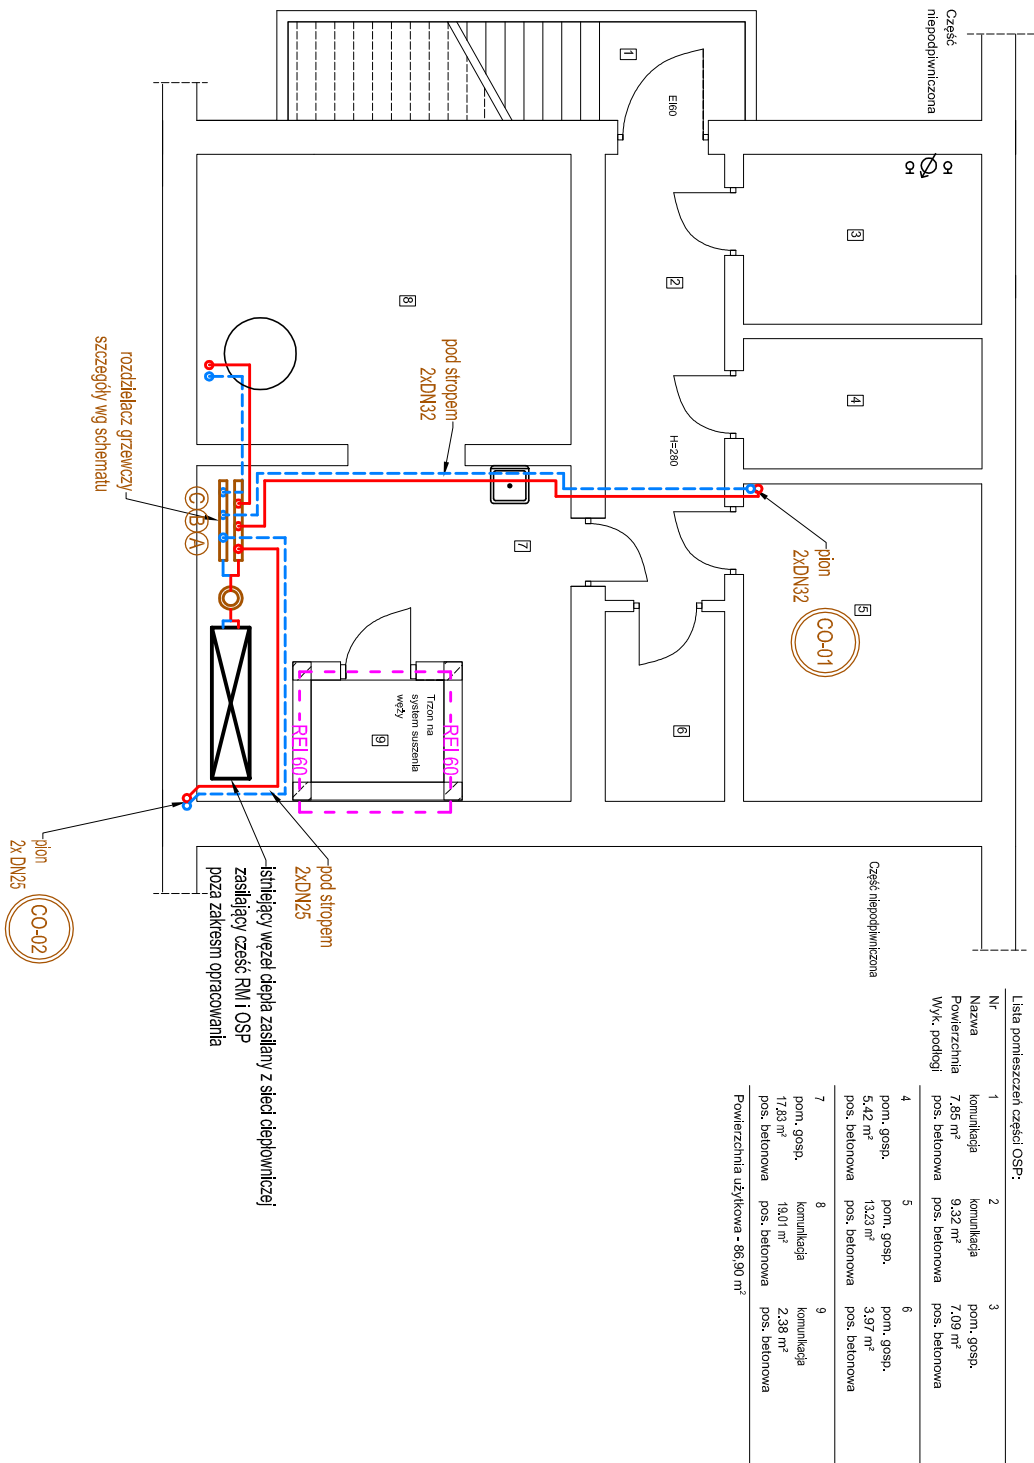 Część
niepodpiwniczona
1
EI60
3
2
8
4
H=280
pod stropem
2xDN32
rozdzielacz grzewczy
szczegóły wg schematu
C B A
7
pion
2xDN32
CO-01
5
6
Trzon na
system suszenia
węży
9
REI 60
REI 60
pion
2x DN25
CO-02
pod stropem
2xDN25
istniejący węzeł ciepła zasilany z sieci ciepłowniczej
zasilający cześć RM i OSP
poza zakresm opracowania
Część niepodpiwniczona
Lista pomieszczeń części OSP:
Nr 1 2 3
Nazwa komunikacja komunikacja pom. gosp.
Powierzchnia 7.85 m² 9.32 m² 7.09 m²
Wyk. podłogi pos. betonowa pos. betonowa pos. betonowa
4 5 6
pom. gosp. pom. gosp. pom. gosp.
5.42 m² 13.23 m² 3.97 m²
pos. betonowa pos. betonowa pos. betonowa
7 8 9
pom. gosp. komunikacja komunikacja
17,83 m² 19.01 m² 2.38 m²
pos. betonowa pos. betonowa pos. betonowa
Powierzchnia użytkowa - 86,90 m²